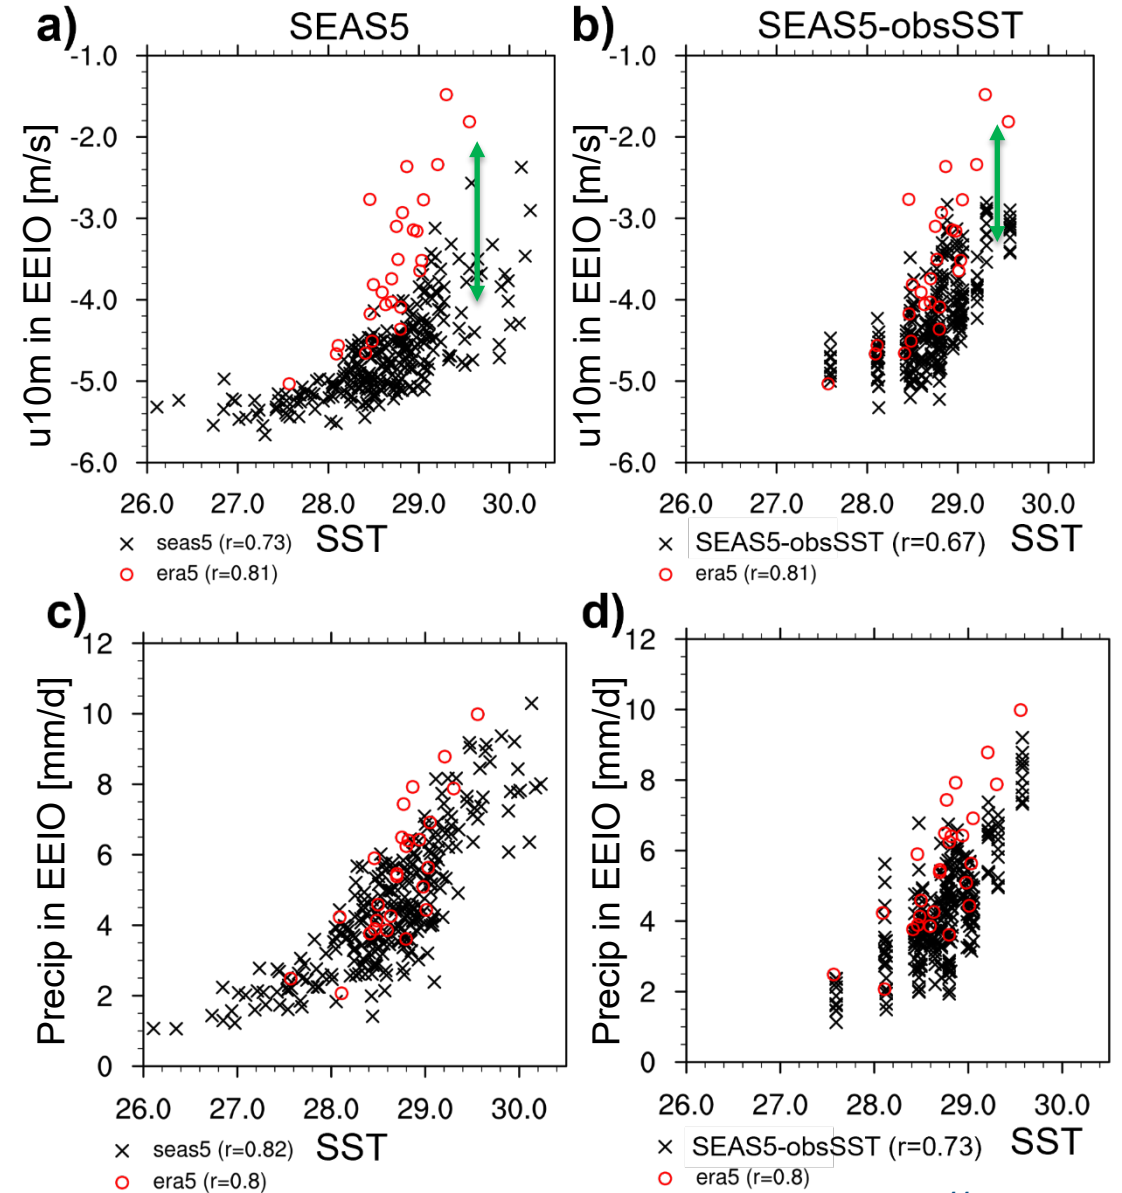 a)
SEAS5
b)
SEAS5-obsSST
-1.0
-2.0
-3.0
-4.0
-5.0
-6.0
u10m in EEIO [m/s]
26.0 27.0 28.0 29.0 30.0
SST
seas5 (r=0.73)
era5 (r=0.81)
-1.0
-2.0
-3.0
-4.0
-5.0
-6.0
u10m in EEIO [m/s]
26.0 27.0 28.0 29.0 30.0
SEAS5-obsSST (r=0.67) SST
era5 (r=0.81)
c)
12
10
8
6
4
2
0
Precip in EEIO [mm/d]
26.0 27.0 28.0 29.0 30.0
seas5 (r=0.82) SST
era5 (r=0.8)
d)
12
10
8
6
4
2
0
Precip in EEIO [mm/d]
26.0 27.0 28.0 29.0 30.0
SEAS5-obsSST (r=0.73) SST
era5 (r=0.8)